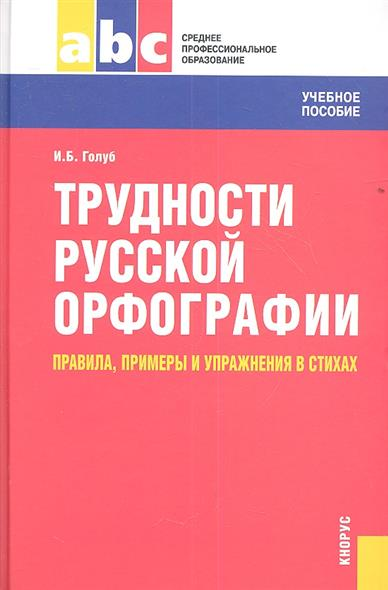 abc
СРЕДНЕЕ
ПРОФЕССИОНАЛЬНОЕ
ОБРАЗОВАНИЕ
УЧЕБНОЕ
ПОСОБИЕ
И.Б. Голуб
ТРУДНОСТИ
РУССКОЙ
ОРФОГРАФИИ
ПРАВИЛА, ПРИМЕРЫ И УПРАЖНЕНИЯ В СТИХАХ
КНОРУС